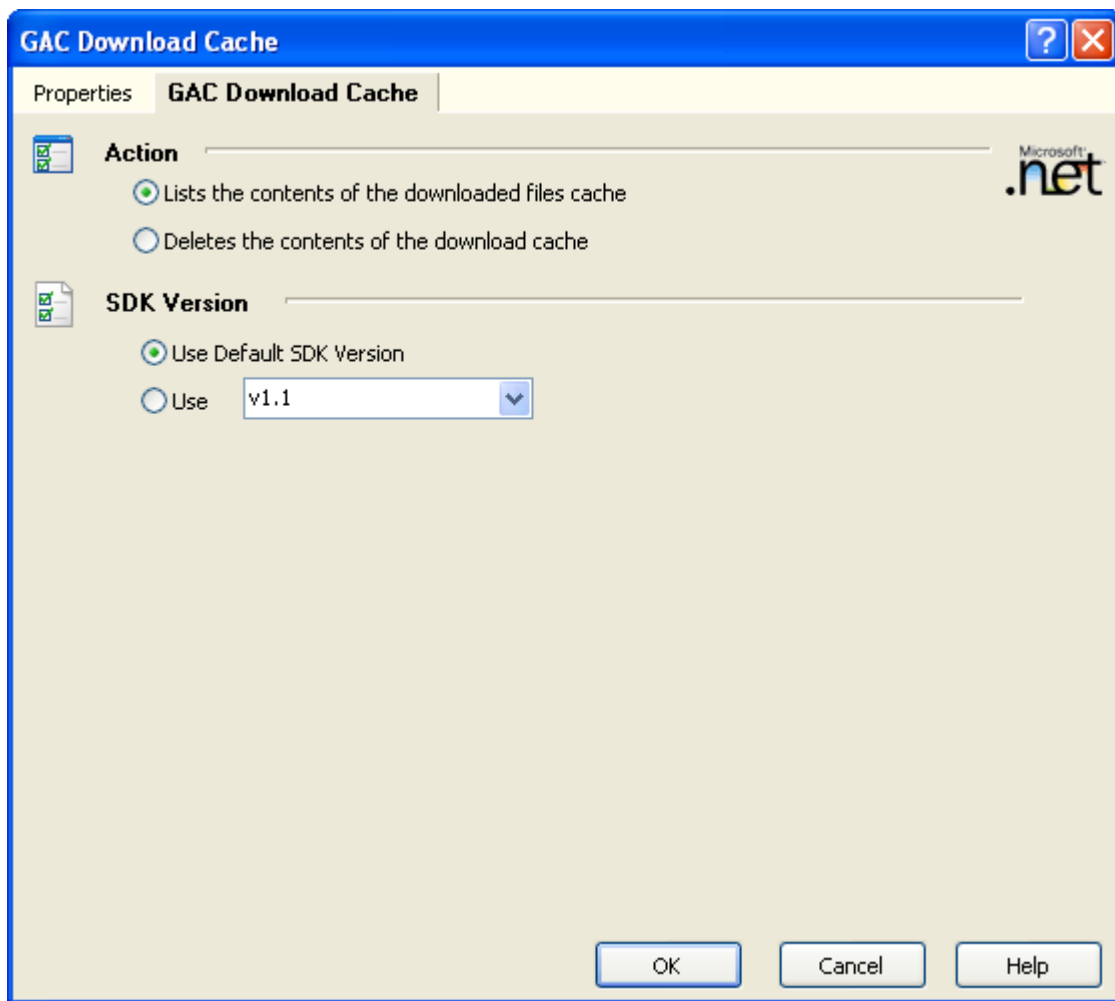 GAC Download Cache
Properties GAC Download Cache
Action
Microsoft
.net
Lists the contents of the downloaded files cache
Deletes the contents of the download cache
SDK Version
Use Default SDK Version
Use v1.1
OK Cancel Help